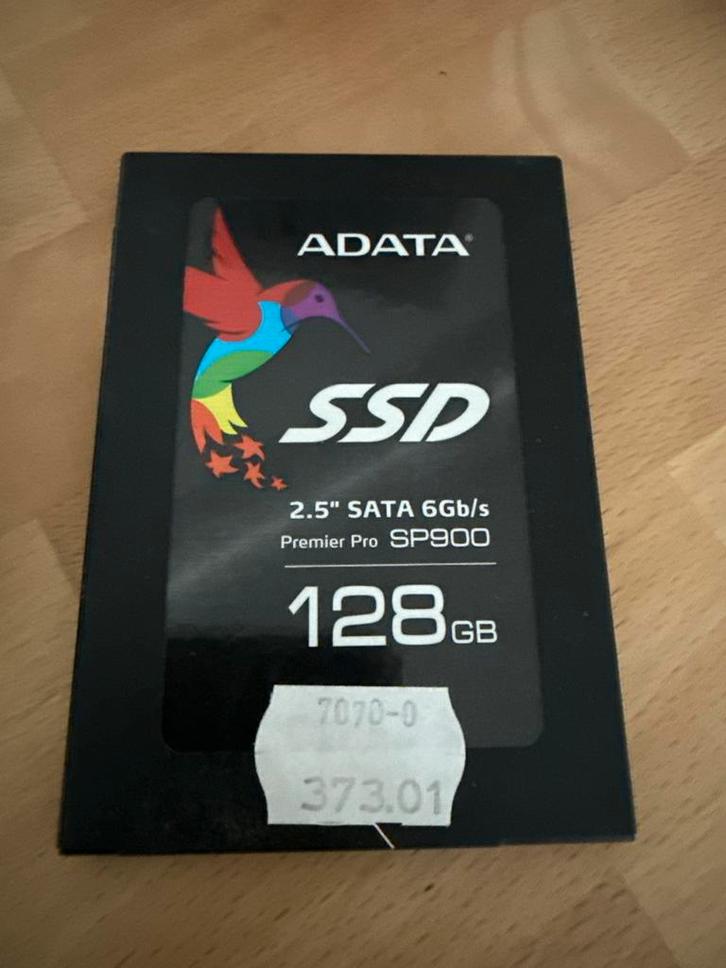 ADATA®
SSD
2.5" SATA 6Gb/s
Premier Pro SP900
128GB
7070-0
373.01